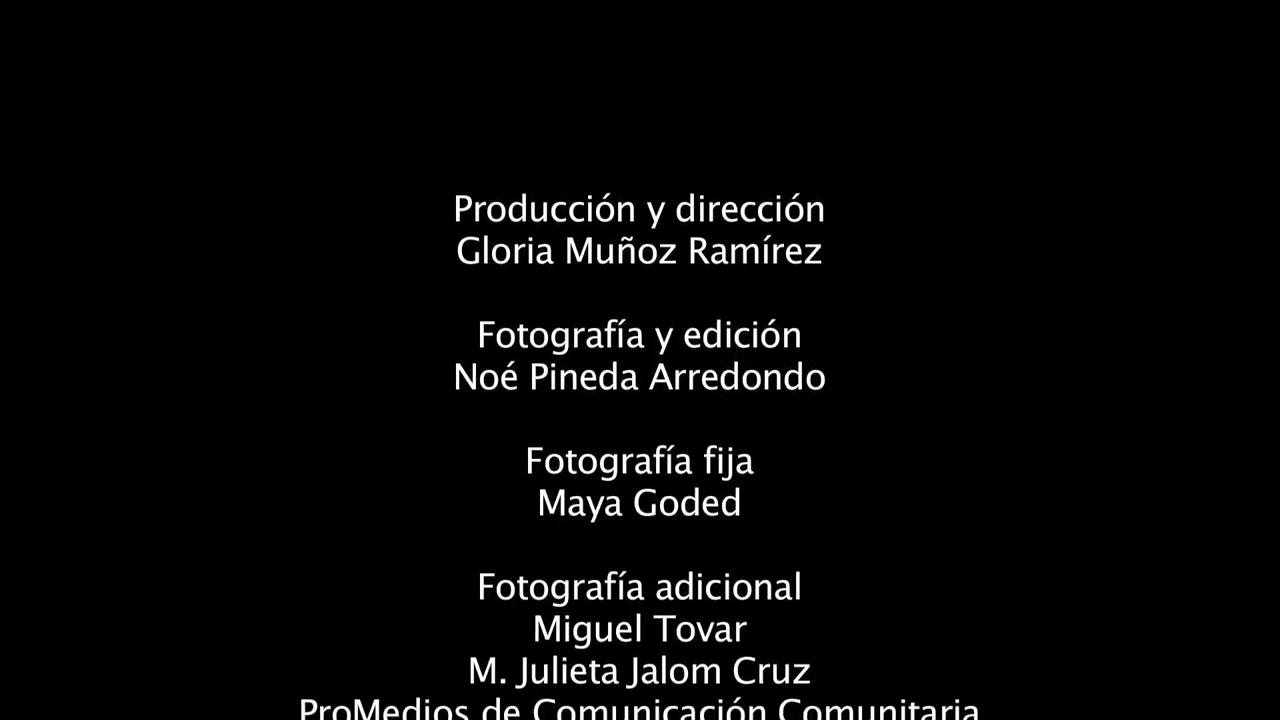 Producción y dirección
Gloria Muñoz Ramírez
Fotografía y edición
Noé Pineda Arredondo
Fotografía fija
Maya Goded
Fotografía adicional
Miguel Tovar
M. Julieta Jalom Cruz
ProMedios de Comunicación Comunitaria